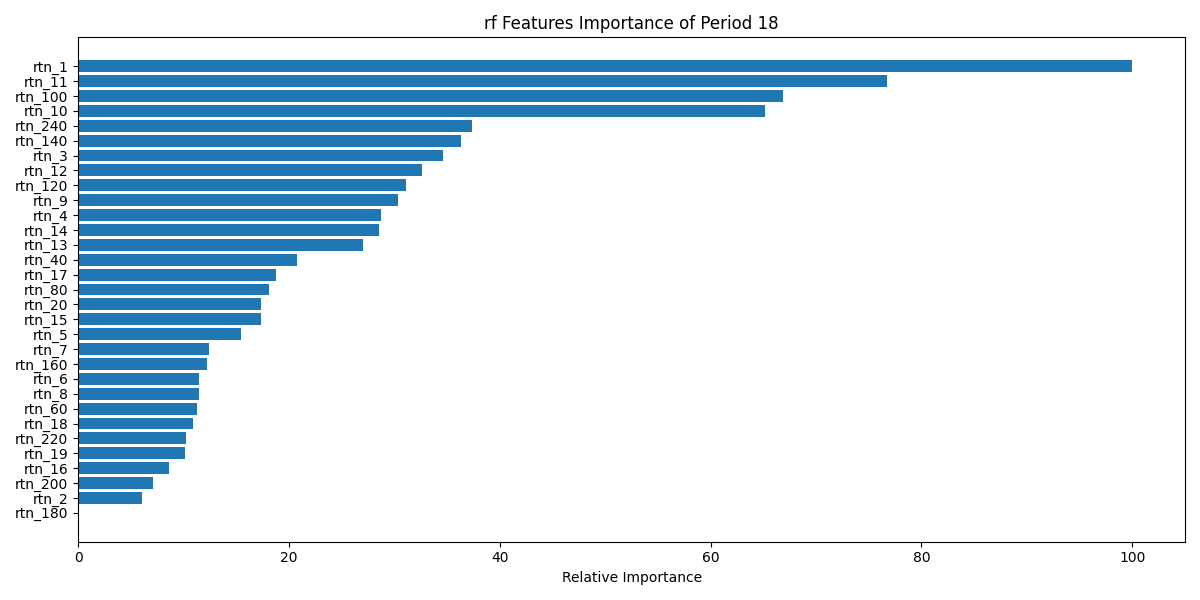 rf Features Importance of Period 18
rtn_1
rtn_11
rtn_100
rtn_10
rtn_240
rtn_140
rtn_3
rtn_12
rtn_120
rtn_9
rtn_4
rtn_14
rtn_13
rtn_40
rtn_17
rtn_80
rtn_20
rtn_15
rtn_5
rtn_7
rtn_160
rtn_6
rtn_8
rtn_60
rtn_18
rtn_220
rtn_19
rtn_16
rtn_200
rtn_2
rtn_180
0 20 40 60 80 100
Relative Importance